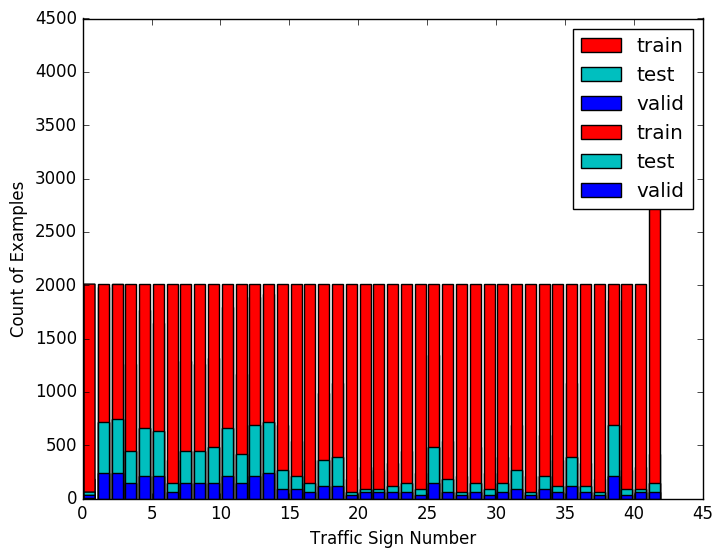 4500
4000
3500
3000
2500
2000
1500
1000
500
0
Count of Examples
train
test
valid
train
test
valid
0 5 10 15 20 25 30 35 40 45
Traffic Sign Number